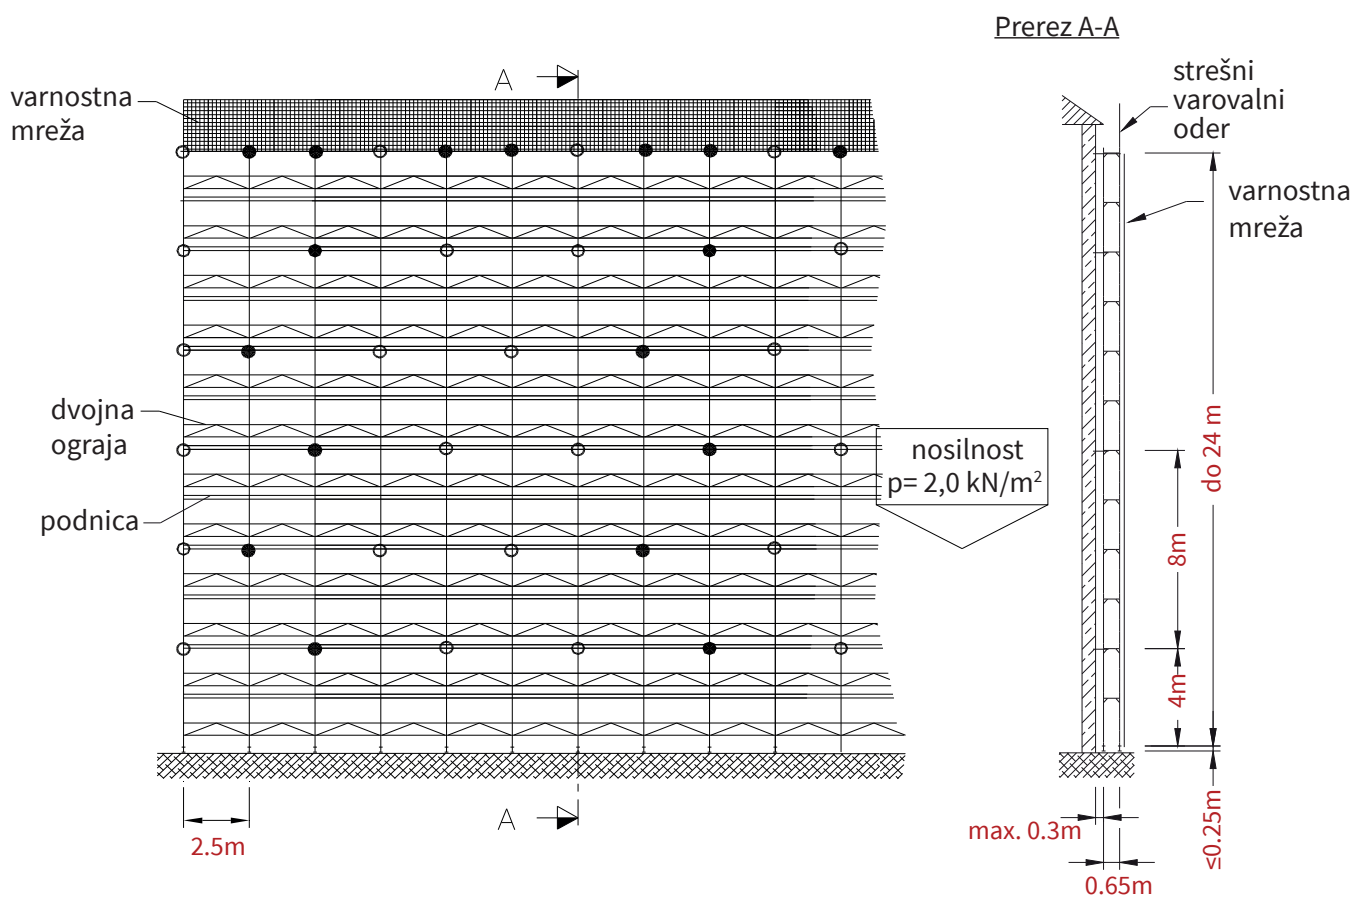 Prerez A-A
A
varnostna
mreža
strešni
varovalni
oder
varnostna
mreža
dvojna
ograja
nosilnost
p= 2,0 kN/m²
podnica
do 24 m
8m
4m
A
2.5m
max. 0.3m
≤0.25m
0.65m